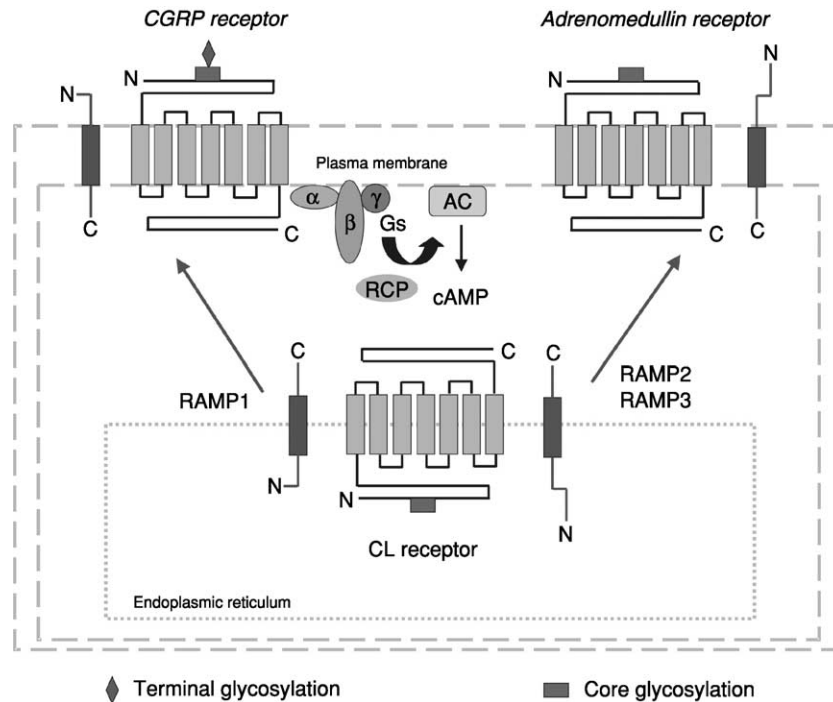 CGRP receptor
Adrenomedullin receptor
N
N
N
N
Plasma membrane
α
β
γ
Gs
AC
C
C
C
C
RCP
cAMP
C
C
C
RAMP1
RAMP2
RAMP3
N
N
N
CL receptor
Endoplasmic reticulum
Terminal glycosylation
Core glycosylation